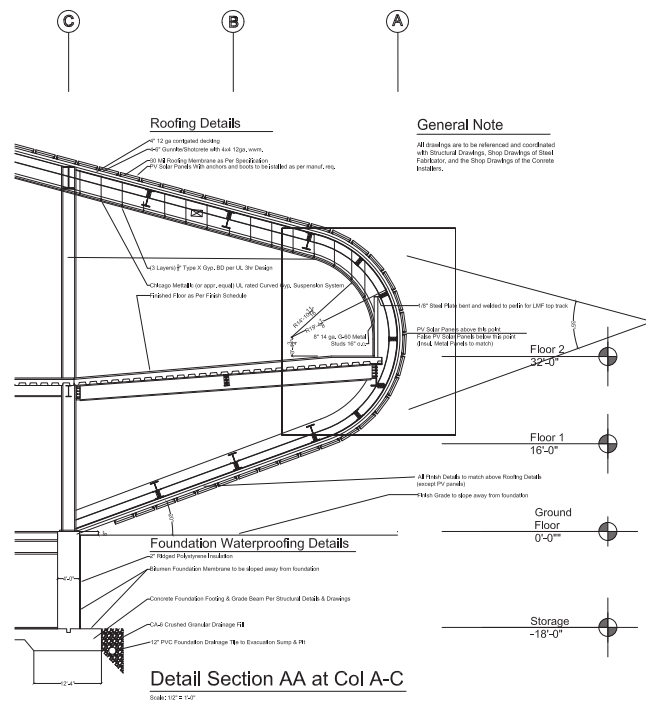 C
B
A
Roofing Details
4" 12 ga corrigated decking
4-6" Gunnite/Shotcrete with 4x4 12ga. wwm.
80 Mil Roofing Membrane as Per Specification
PV Solar Panels With anchors and boots to be installed as per manuf. req.
General Note
All drawings are to be referenced and coordinated
with Structural Drawings, Shop Drawings of Steel
Fabricator, and the Shop Drawings of the Conrete
Installers.
(3 Layers) Type X Gyp. BD per UL 3hr Design
Chicago Metallic (or appr. equal) UL rated Curved Gyp. Suspension System
Finished Floor as Per Finish Schedule
8" 14 ga. G-60 Metal
Studs 16" o.c.
1/8" Steel Plate bent and welded to perlin for LMF top track
PV Solar Panels above this point
False PV Solar Panels below this point
(Insul. Metal Panels to match)
Floor 2
32'-0"
Floor 1
16'-0"
All Finish Details to match above Roofing Details
(except PV panels)
Finish Grade to slope away from foundation
Ground
Floor
0'-0""
Foundation Waterproofing Details
2" Ridged Polystyrene Insulation
Bitumen Foundation Membrane to be sloped away from foundation
Concrete Foundation Footing & Grade Beam Per Structural Details & Drawings
CA-6 Crushed Granular Drainage Fill
12" PVC Foundation Drainage Tile to Evacuation Sump & Pit
Storage
-18'-0"
12'-4"
Detail Section AA at Col A-C
Scale: 1/2" = 1'-0"